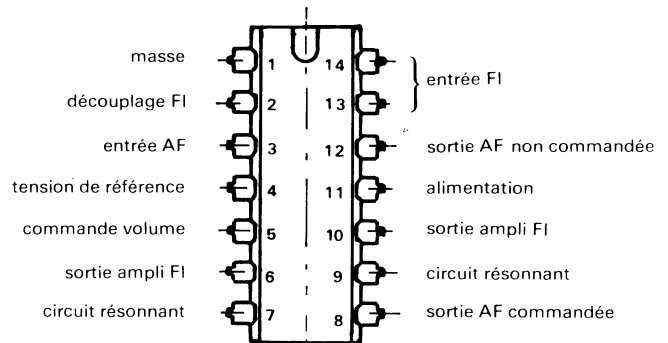 masse 1 14
entrée FI
découplage FI 2 13
entrée AF 3 12 sortie AF non commandée
tension de référence 4 11 alimentation
commande volume 5 10 sortie ampli FI
sortie ampli FI 6 9 circuit résonnant
circuit résonnant 7 8 sortie AF commandée